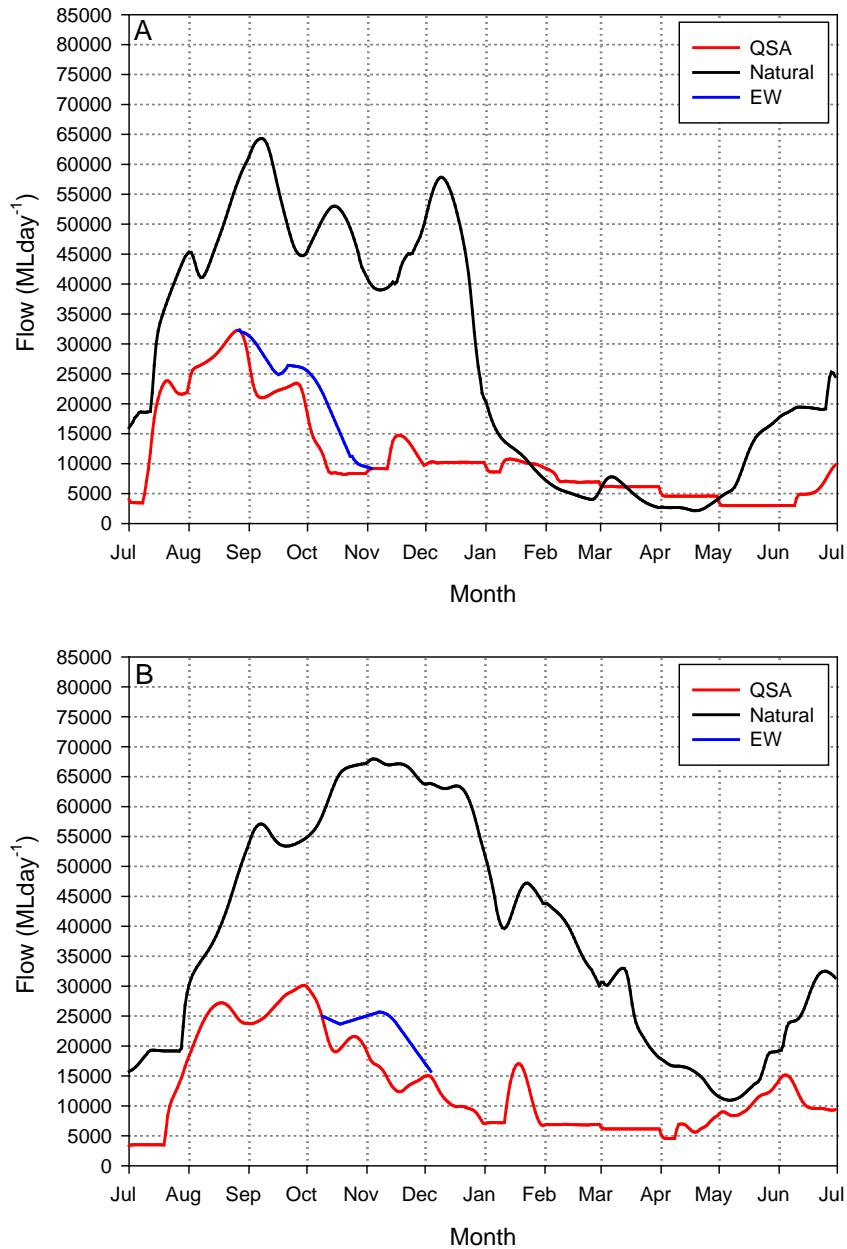 A
QSA
Natural
EW
85000
80000
75000
70000
65000
60000
55000
50000
45000
40000
35000
30000
25000
20000
15000
10000
5000
0
Flow (MLday⁻¹)
Jul Aug Sep Oct Nov Dec Jan Feb Mar Apr May Jun Jul
Month
B
QSA
Natural
EW
85000
80000
75000
70000
65000
60000
55000
50000
45000
40000
35000
30000
25000
20000
15000
10000
5000
0
Flow (MLday⁻¹)
Jul Aug Sep Oct Nov Dec Jan Feb Mar Apr May Jun Jul
Month